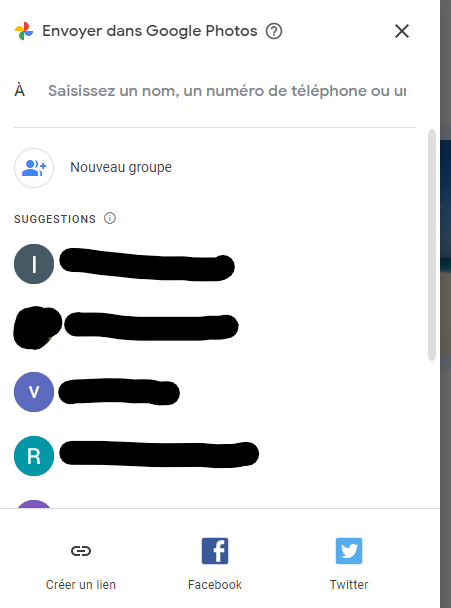 Envoyer dans Google Photos
À Saisissez un nom, un numéro de téléphone ou
Nouveau groupe
SUGGESTIONS
I
V
R
Créer un lien Facebook Twitter